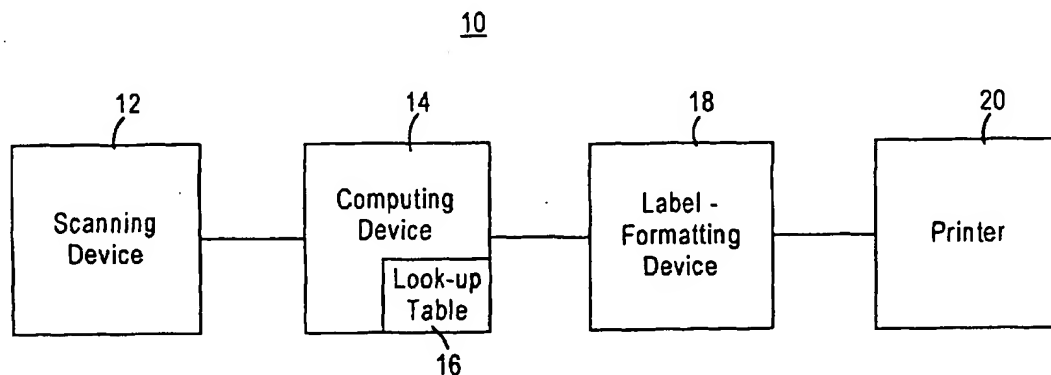 10
12
14
18
20
Scanning
Device
Computing
Device
Look-up
Table
16
Label -
Formatting
Device
Printer